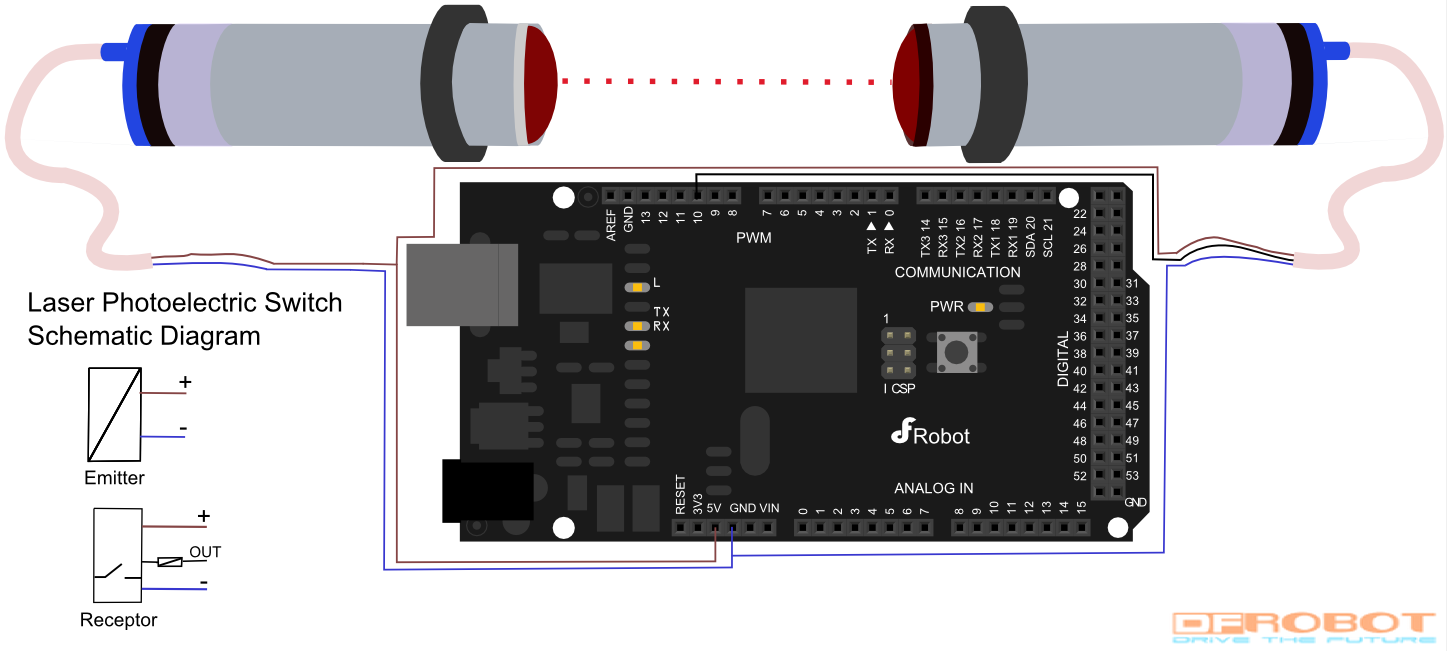 AREF
GND
13
12
11
10
9
8
7
6
5
4
3
2
TX ▶ 1
RX ▶ 0
TX3 14
RX3 15
TX2 16
RX2 17
TX1 18
RX1 19
SDA 20
SCL 21
PWM
COMMUNICATION
22
24
26
28
30 31
32 33
34 35
36 37
38 39
40 41
42 43
44 45
46 47
48 49
50 51
52 53
GND
DIGITAL
L
TX
RX
PWR
1
ICSP
Laser Photoelectric Switch
Schematic Diagram
+
-
Emitter
+
OUT
-
Receptor
df Robot
ANALOG IN
RESET
3V3
5V
GND VIN
0
1
2
3
4
5
6
7
8
9
10
11
12
13
14
15
DFROBOT
DRIVE THE FUTURE